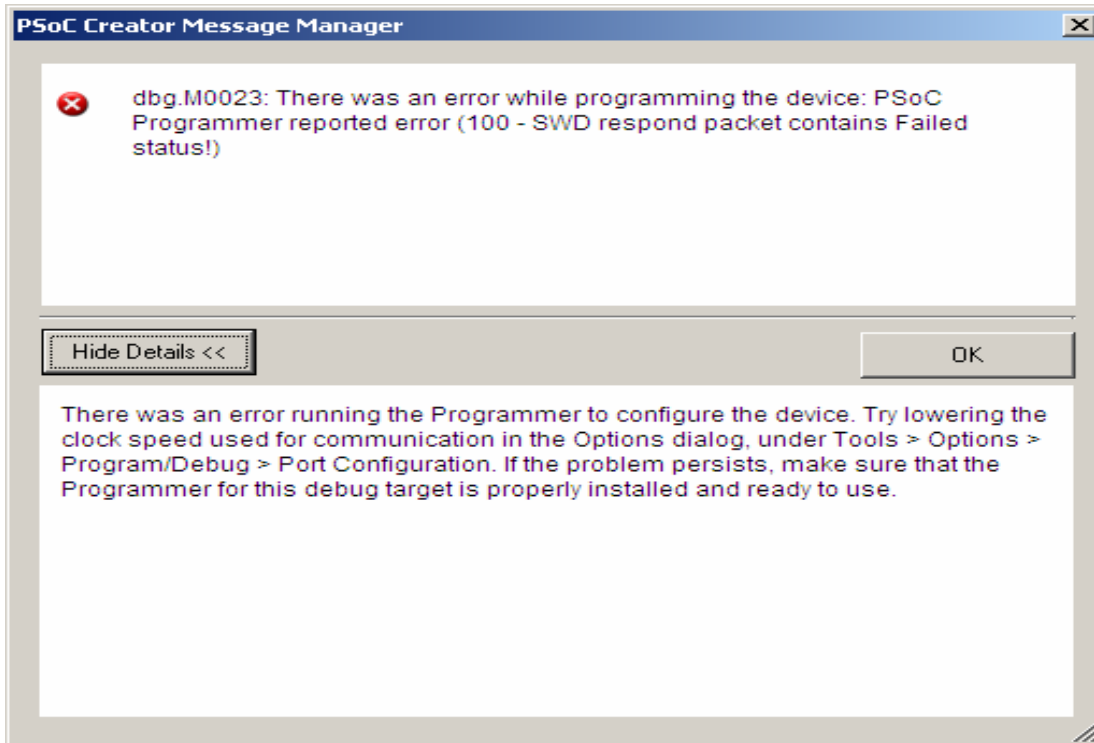 PSoC Creator Message Manager
dbg.M0023: There was an error while programming the device: PSoC
Programmer reported error (100 - SWD respond packet contains Failed
status!)
Hide Details <<
OK
There was an error running the Programmer to configure the device. Try lowering the
clock speed used for communication in the Options dialog, under Tools > Options >
Program/Debug > Port Configuration. If the problem persists, make sure that the
Programmer for this debug target is properly installed and ready to use.